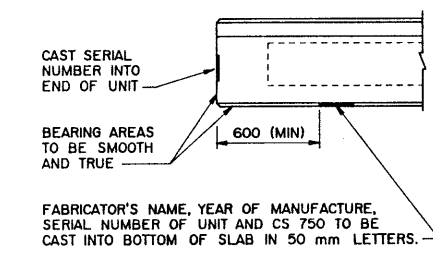 CAST SERIAL
NUMBER INTO
END OF UNIT
BEARING AREAS
TO BE SMOOTH
AND TRUE
600 (MIN)
FABRICATOR'S NAME, YEAR OF MANUFACTURE,
SERIAL NUMBER OF UNIT AND CS 750 TO BE
CAST INTO BOTTOM OF SLAB IN 50 mm LETTERS.